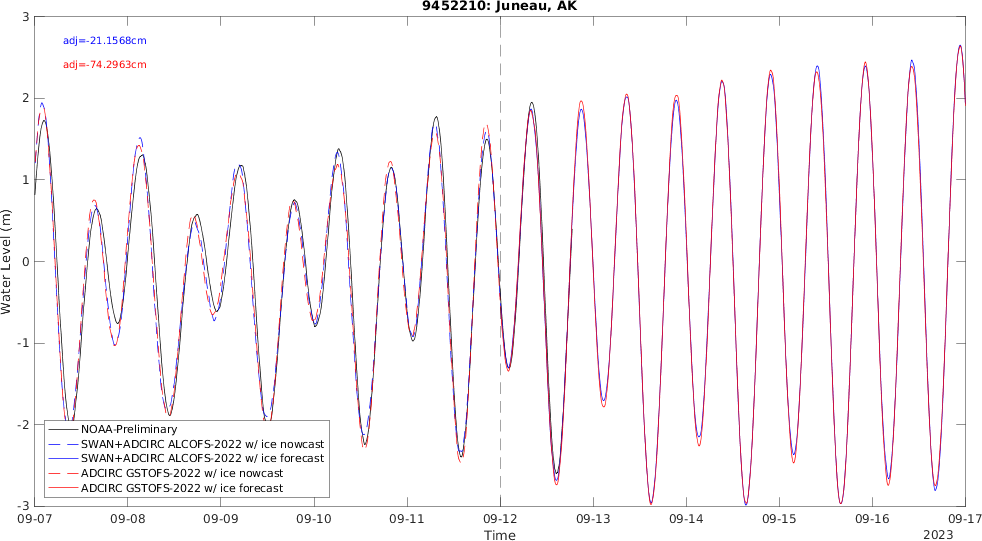 9452210: Juneau, AK
adj=-21.1568cm
adj=-74.2963cm
3
2
1
0
-1
-2
-3
Water Level (m)
NOAA-Preliminary
SWAN+ADCIRC ALCOFS-2022 w/ ice nowcast
SWAN+ADCIRC ALCOFS-2022 w/ ice forecast
ADCIRC GSTOFS-2022 w/ ice nowcast
ADCIRC GSTOFS-2022 w/ ice forecast
09-07 09-08 09-09 09-10 09-11 09-12 09-13 09-14 09-15 09-16 09-17
Time
2023